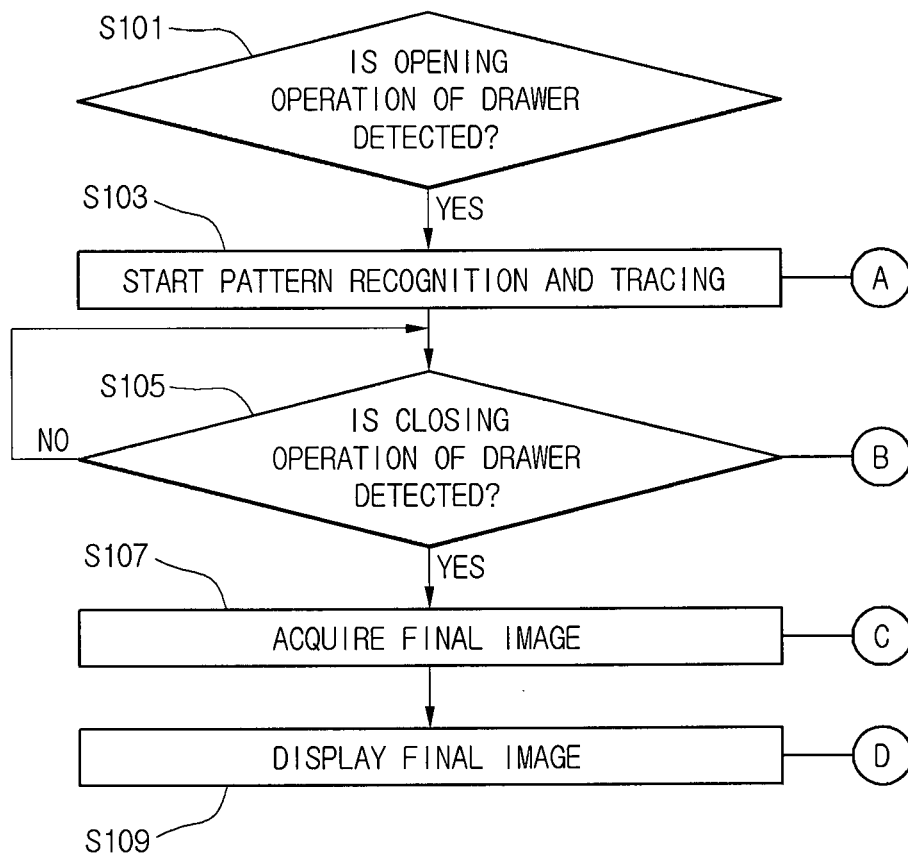 S101
IS OPENING
OPERATION OF DRAWER
DETECTED?
YES
S103
START PATTERN RECOGNITION AND TRACING
A
S105
IS CLOSING
OPERATION OF DRAWER
DETECTED?
NO
B
YES
S107
ACQUIRE FINAL IMAGE
C
DISPLAY FINAL IMAGE
D
S109